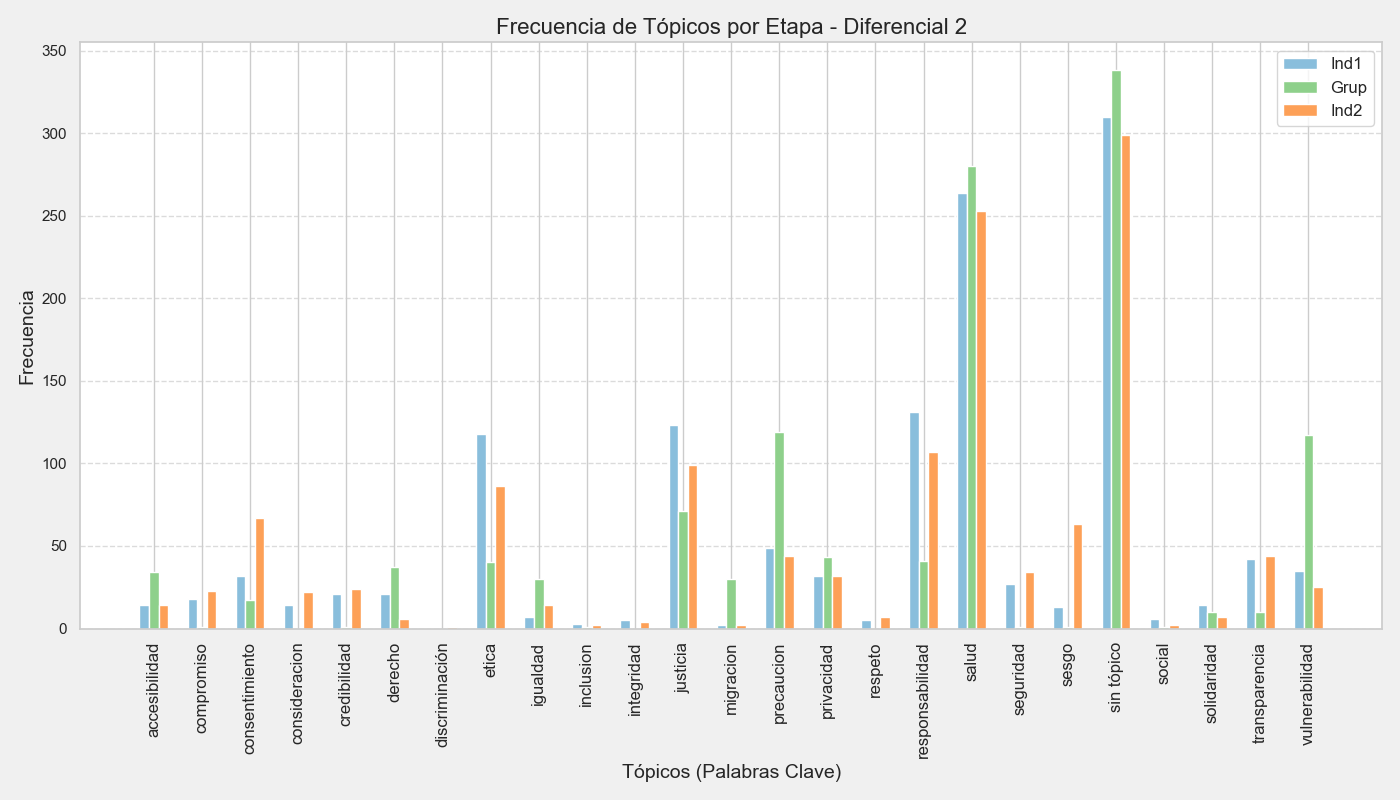 Frecuencia de Tópicos por Etapa - Diferencial 2
Ind1
Grup
Ind2
Frecuencia
350
300
250
200
150
100
50
0
accesibilidad
compromiso
consentimiento
consideracion
credibilidad
derecho
discriminación
etica
igualdad
inclusion
integridad
justicia
migracion
precaucion
privacidad
respeto
responsabilidad
salud
seguridad
sesgo
sin tópico
social
solidaridad
transparencia
vulnerabilidad
Tópicos (Palabras Clave)